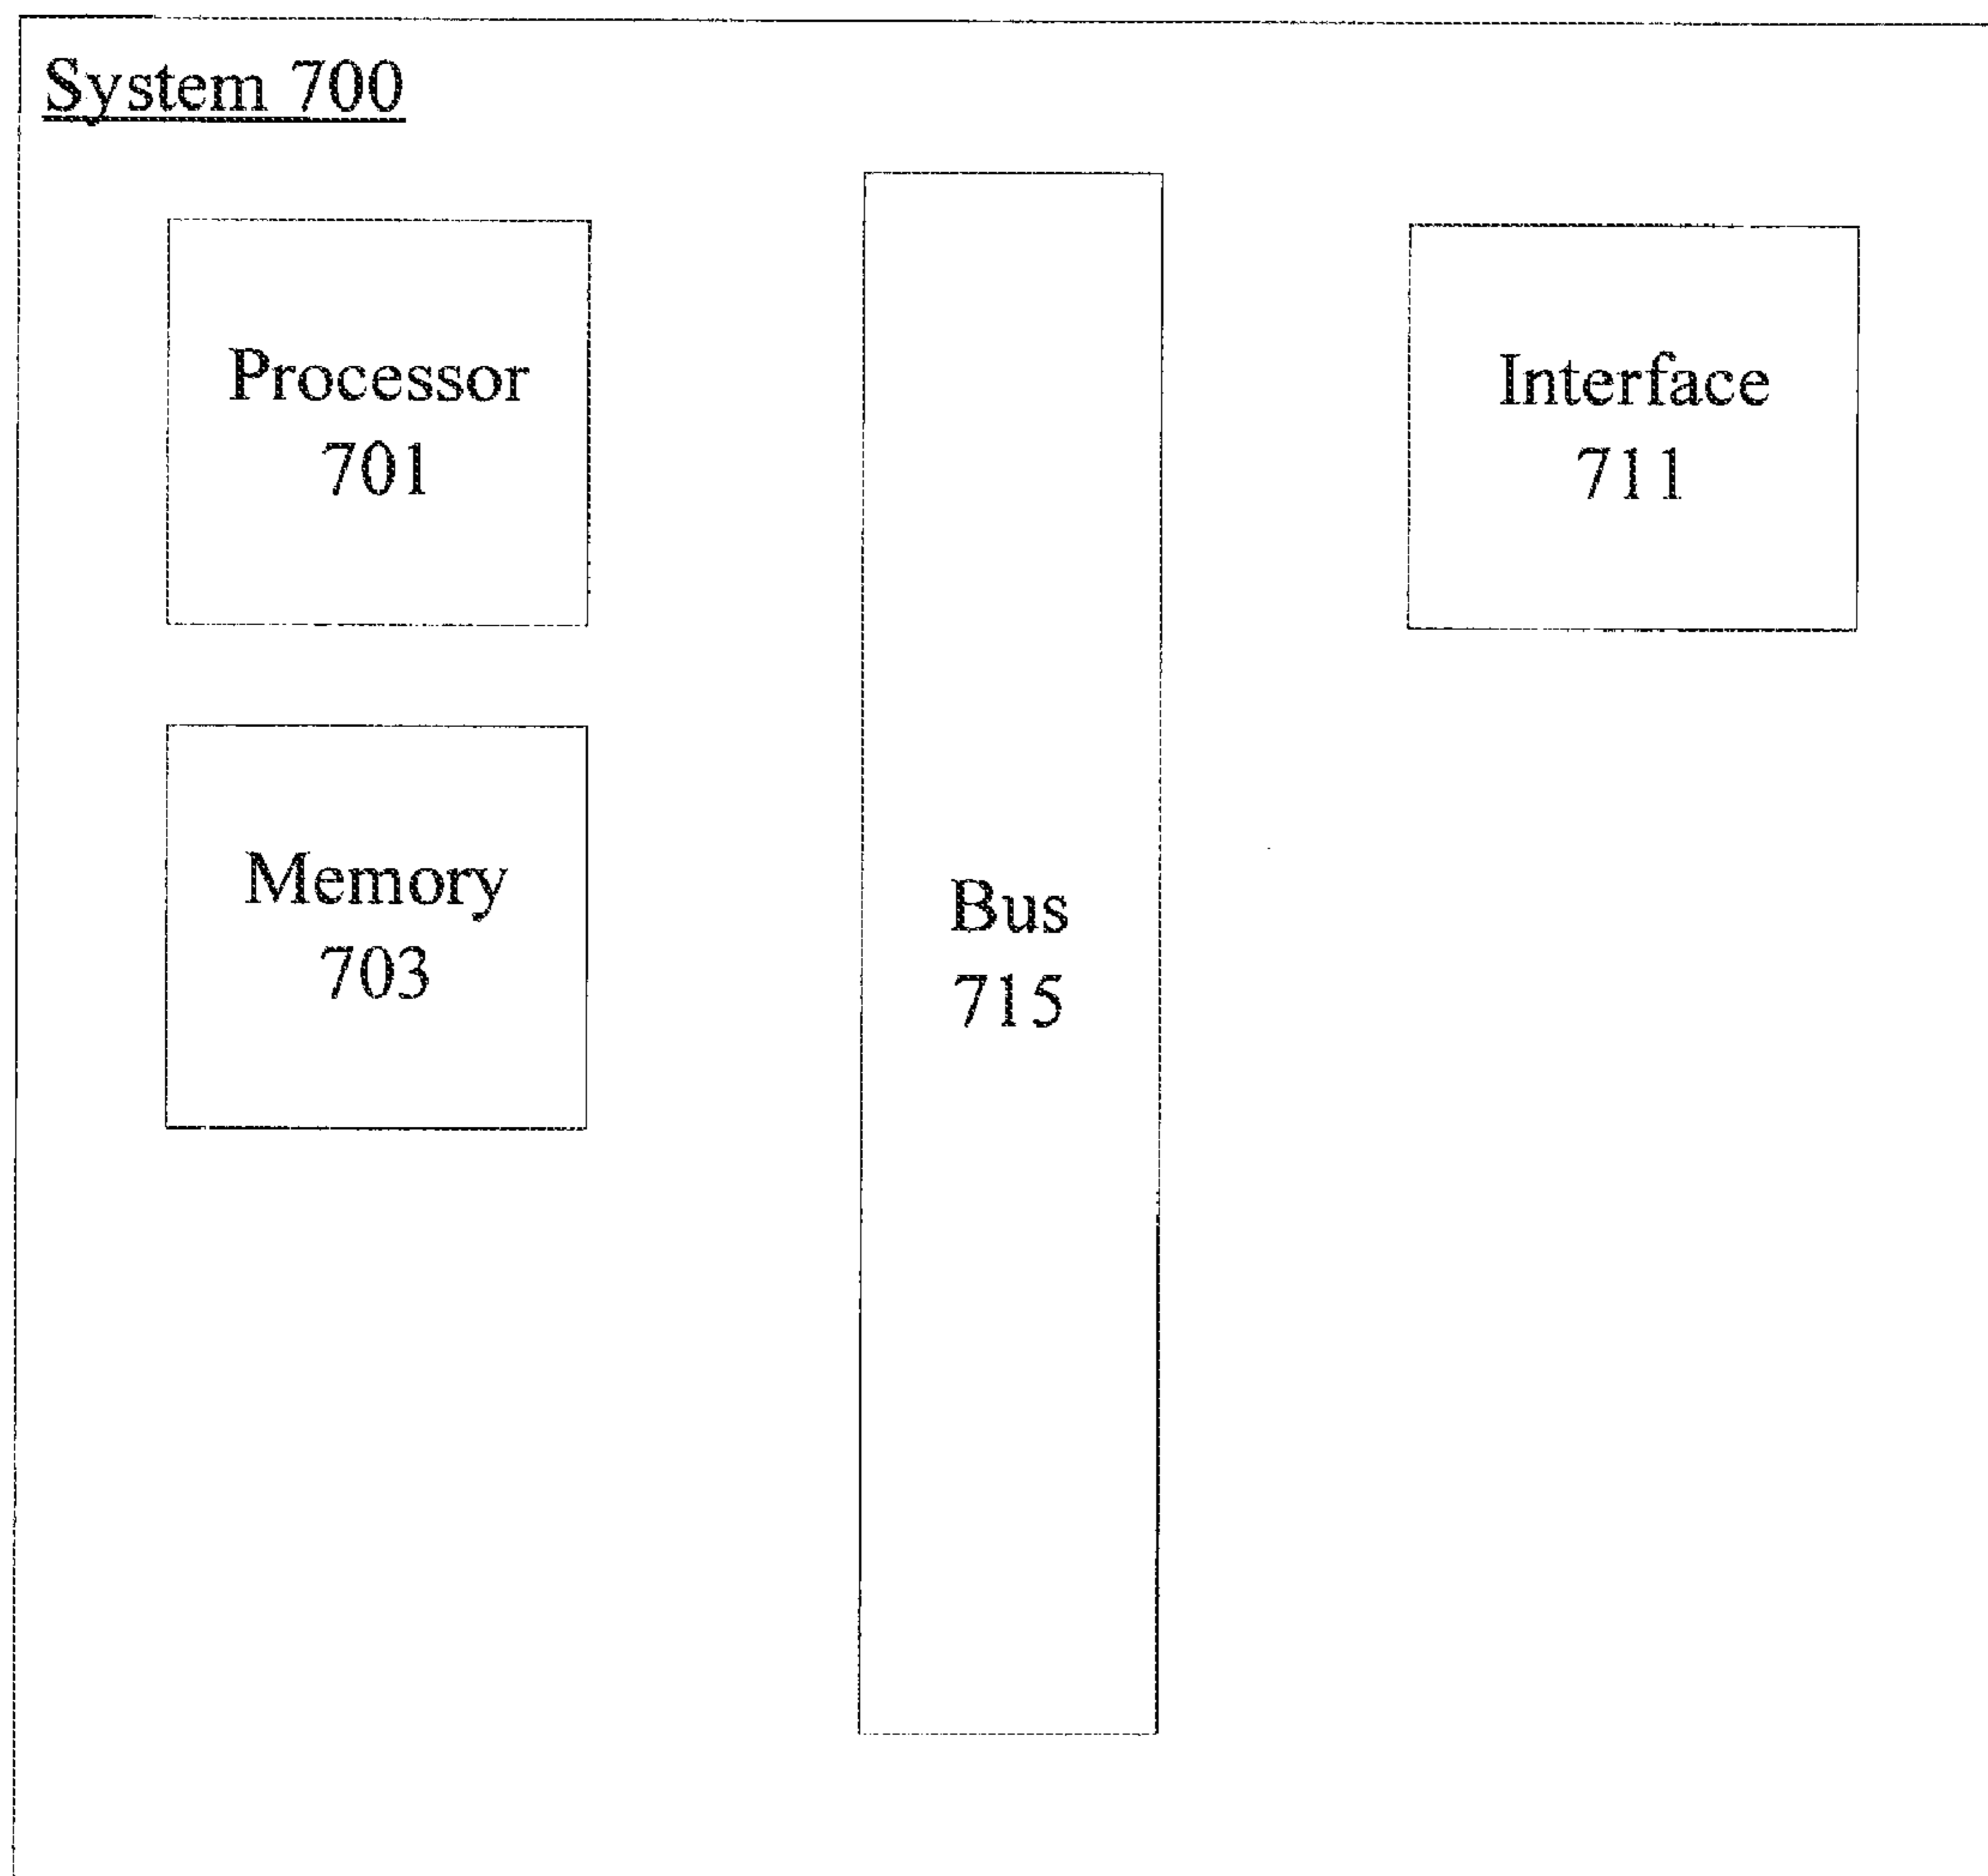 System 700
Processor
701
Interface
711
Memory
703
Bus
715